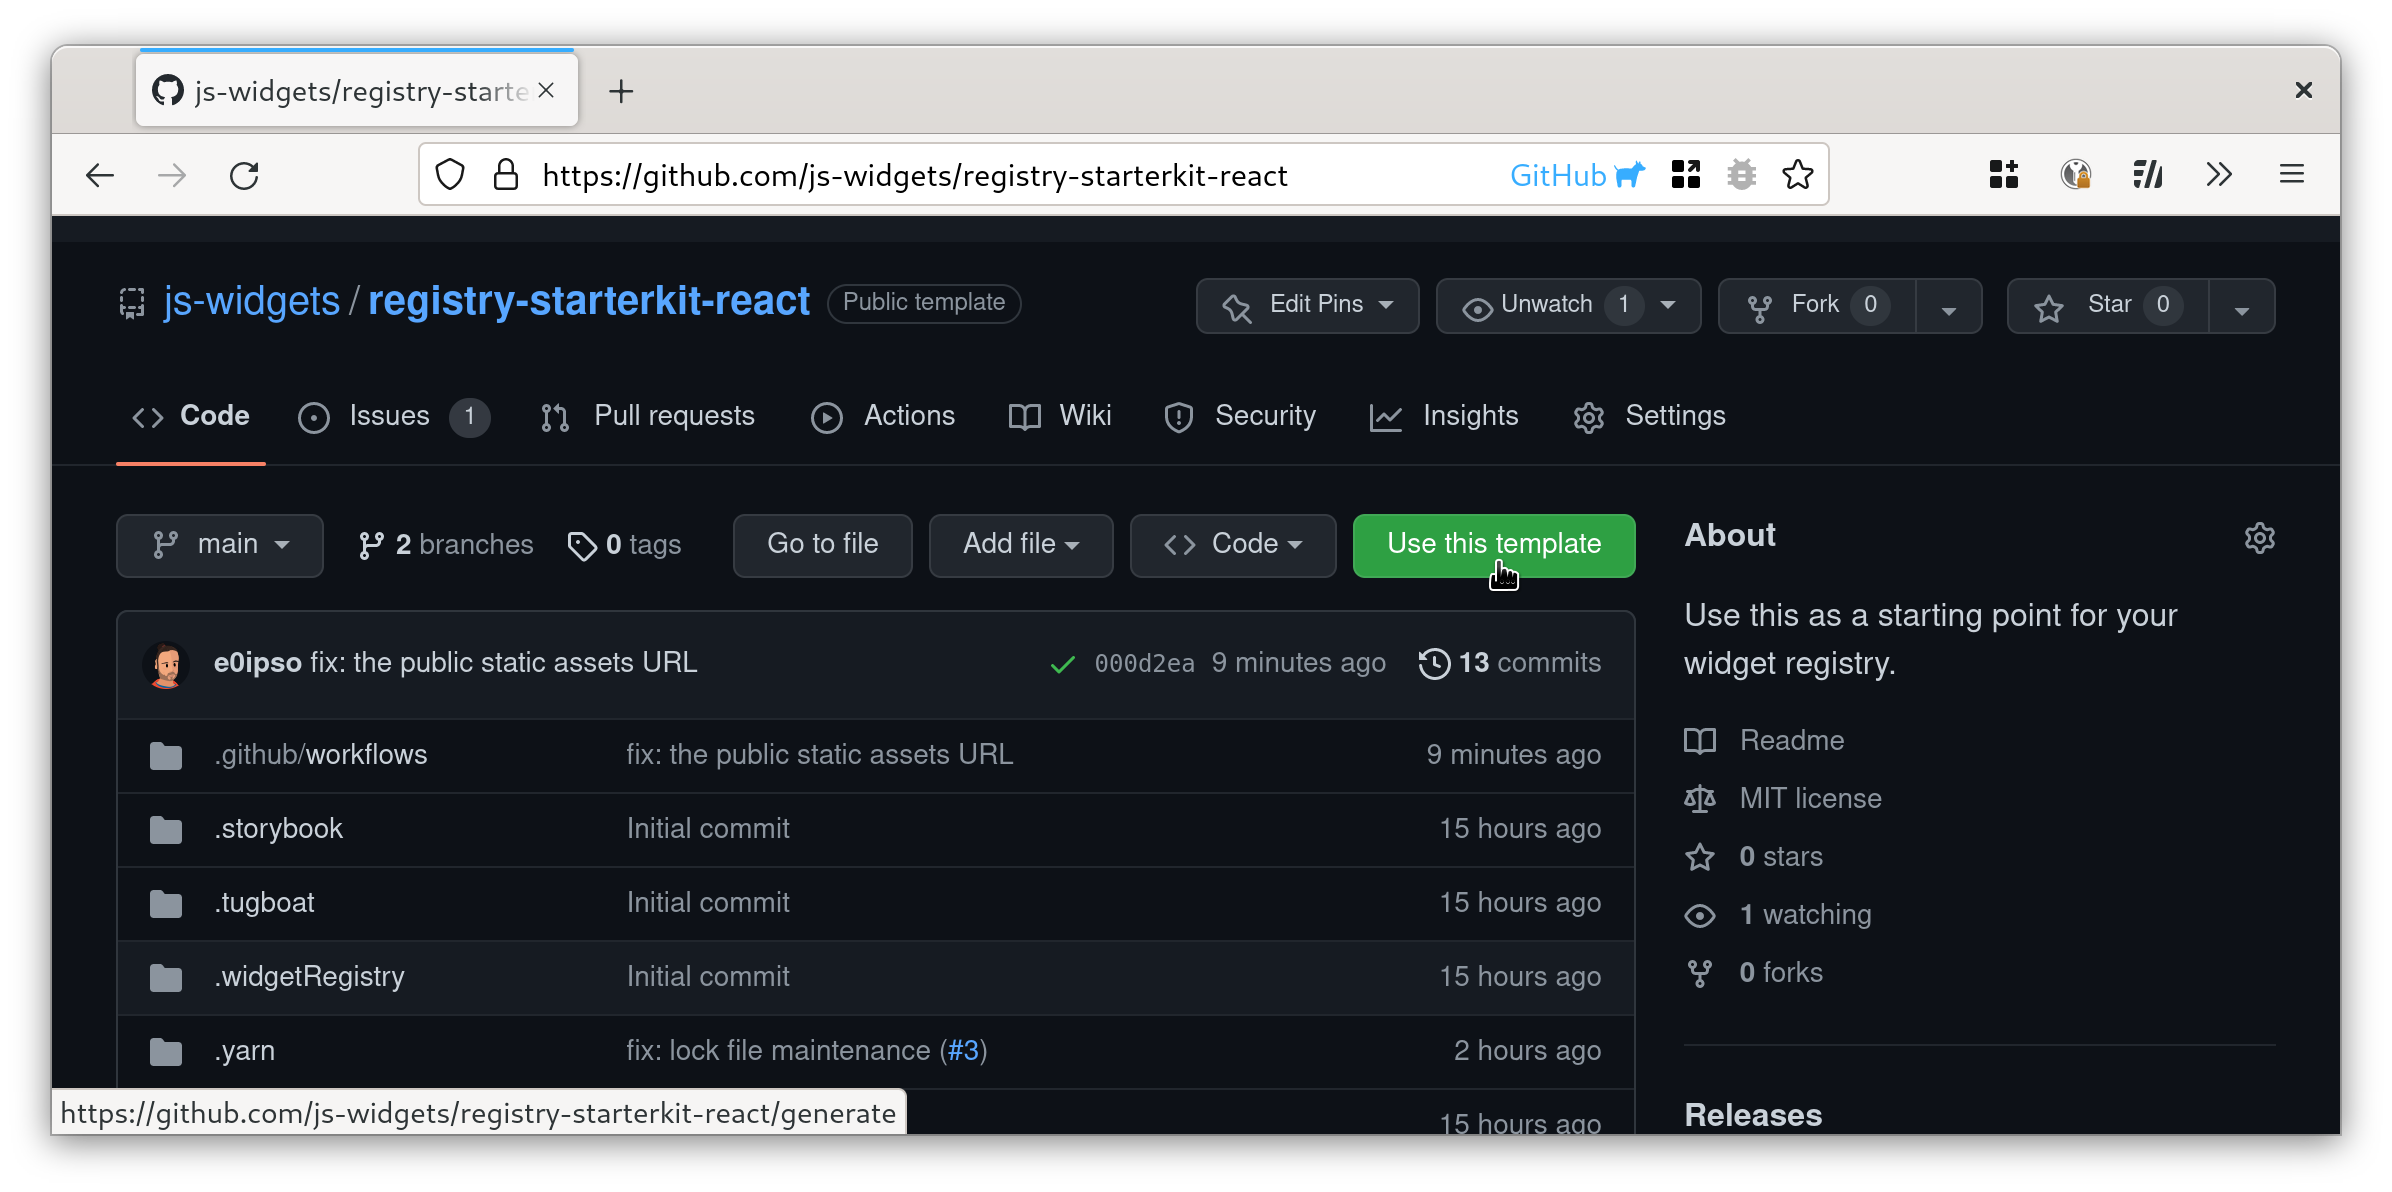 js-widgets/registry-starte
https://github.com/js-widgets/registry-starterkit-react GitHub
js-widgets / registry-starterkit-react Public template Edit Pins Unwatch 1 Fork 0 Star 0
Code Issues 1 Pull requests Actions Wiki Security Insights Settings
main 2 branches 0 tags Go to file Add file Code Use this template
About
Use this as a starting point for your
widget registry.
e0ipso fix: the public static assets URL 000d2ea 9 minutes ago 13 commits
.github/workflows fix: the public static assets URL 9 minutes ago
.storybook Initial commit 15 hours ago
.tugboat Initial commit 15 hours ago
.widgetRegistry Initial commit 15 hours ago
.yarn fix: lock file maintenance (#3) 2 hours ago
15 hours ago
Readme
MIT license
0 stars
1 watching
0 forks
Releases
https://github.com/js-widgets/registry-starterkit-react/generate